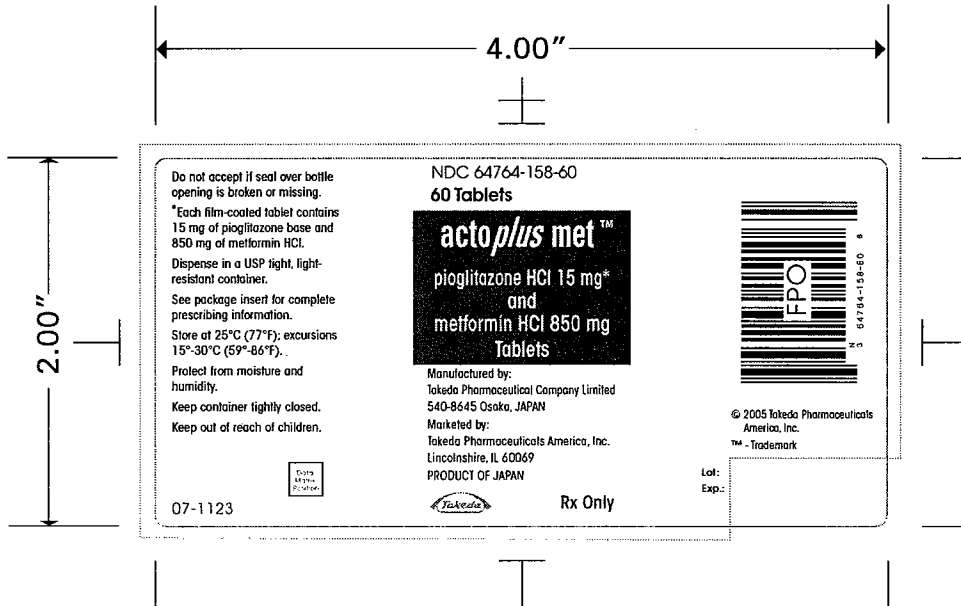 4.00"
2.00"
Do not accept if seal over bottle
opening is broken or missing.
*Each film-coated tablet contains
15 mg of pioglitazone base and
850 mg of metformin HCl.
Dispense in a USP tight, light-
resistant container.
See package insert for complete
prescribing information.
Store at 25°C (77°F); excursions
15°-30°C (59°-86°F).
Protect from moisture and
humidity.
Keep container tightly closed.
Keep out of reach of children.
Data
Matrix
Position
07-1123
NDC 64764-158-60
60 Tablets
actoplus met™
pioglitazone HCl 15 mg*
and
metformin HCl 850 mg
Tablets
Manufactured by:
Takeda Pharmaceutical Company Limited
540-8645 Osaka, JAPAN
Marketed by:
Takeda Pharmaceuticals America, Inc.
Lincolnshire, IL 60069
PRODUCT OF JAPAN
Takeda
Rx Only
FPO
N
3 64764-158-60 6
© 2005 Takeda Pharmaceuticals
America, Inc.
™ - Trademark
Lot:
Exp.: